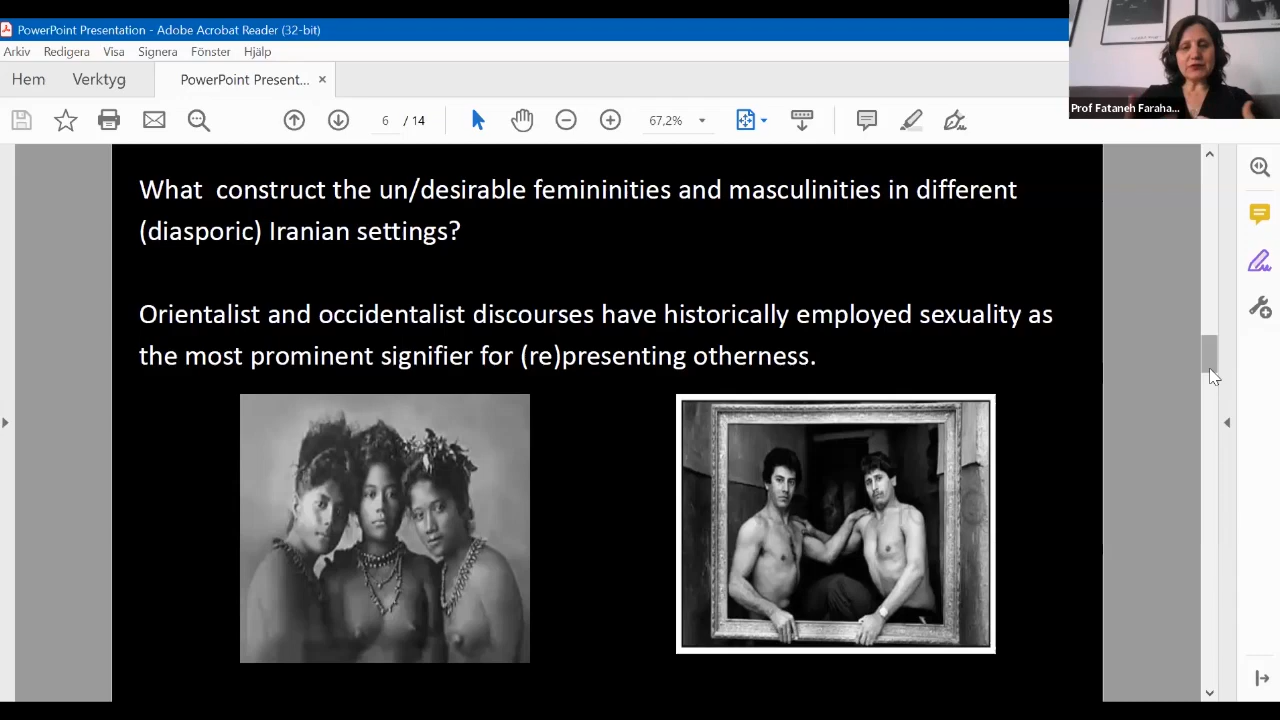 PowerPoint Presentation - Adobe Acrobat Reader (32-bit)
Arkiv Redigera Visa Signera Fönster Hjälp
Hem Verktyg PowerPoint Present... ×
6 / 14 67,2%
Prof Fataneh Faraha...
What construct the un/desirable femininities and masculinities in different
(diasporic) Iranian settings?
Orientalist and occidentalist discourses have historically employed sexuality as
the most prominent signifier for (re)presenting otherness.